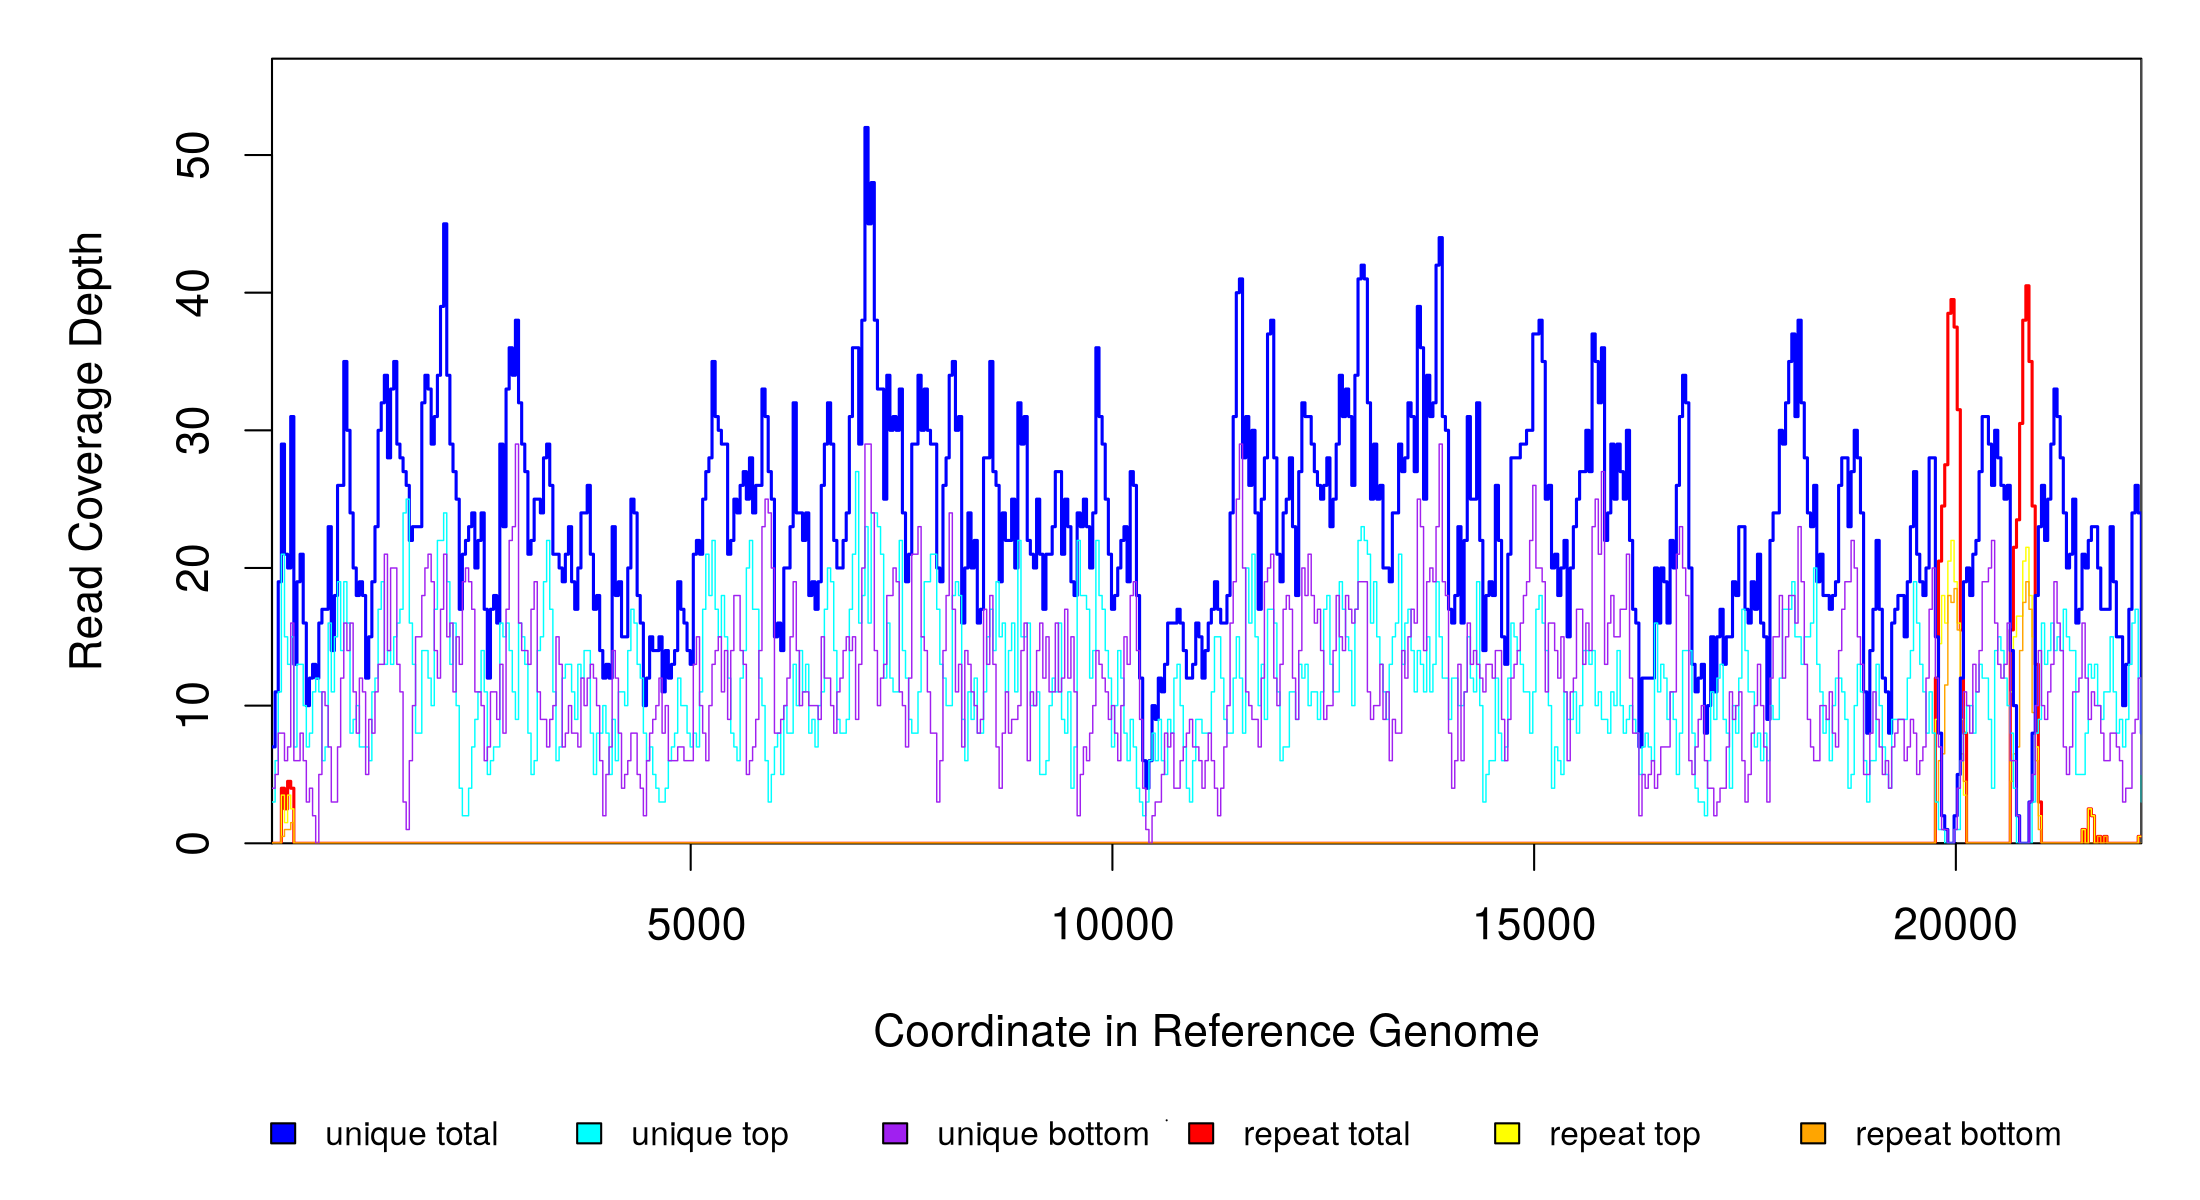 Read Coverage Depth
50
40
30
20
10
0
5000 10000 15000 20000
Coordinate in Reference Genome
unique total unique top unique bottom repeat total repeat top repeat bottom